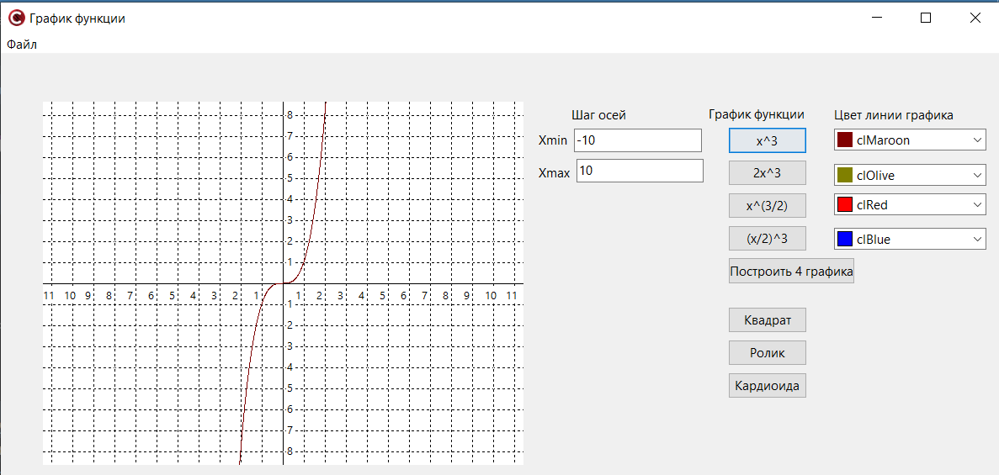 График функции
Файл
Шаг осей
График функции
Цвет линии графика
Xmin -10
x^3
clMaroon
Xmax 10
2x^3
clOlive
x^(3/2)
clRed
(x/2)^3
clBlue
Построить 4 графика
Квадрат
Ролик
Кардиоида
8
7
6
5
4
3
2
1
11 10 9 8 7 6 5 4 3 2 1 1 2 3 4 5 6 7 8 9 10 11
1
2
3
4
5
6
7
8